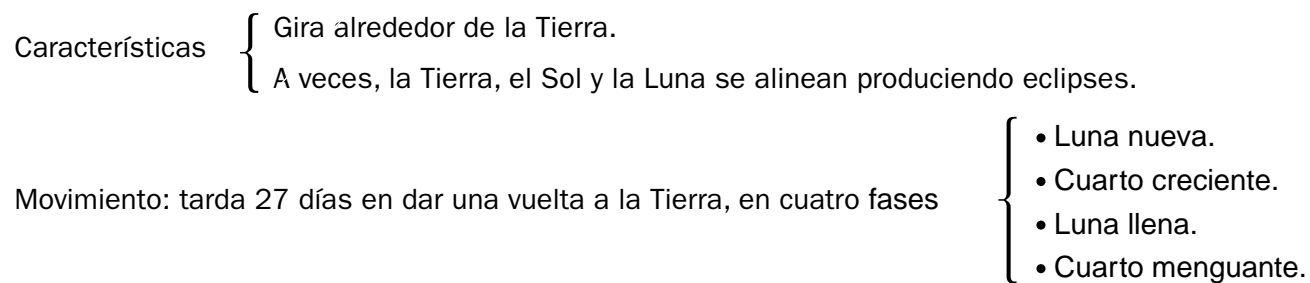 Gira alrededor de la Tierra.
Características
A veces, la Tierra, el Sol y la Luna se alinean produciendo eclipses.
• Luna nueva.
• Cuarto creciente.
Movimiento: tarda 27 días en dar una vuelta a la Tierra, en cuatro fases
• Luna llena.
• Cuarto menguante.